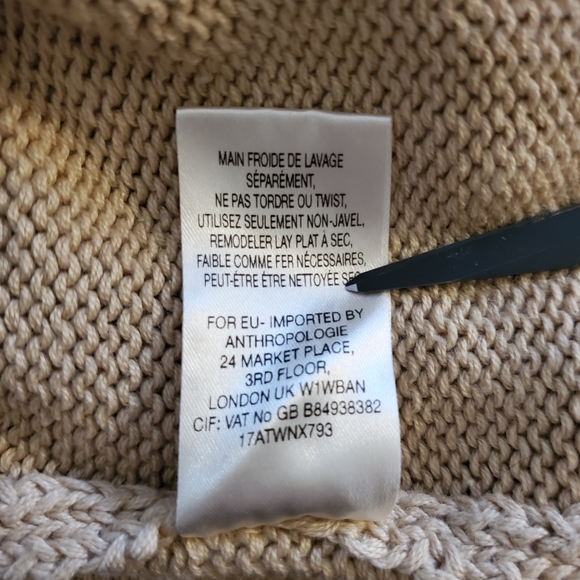 MAIN FROIDE DE LAVAGE
SÉPARÉMENT,
NE PAS TORDRE OU TWIST,
UTILISEZ SEULEMENT NON-JAVEL,
REMODELER LAY PLAT À SEC,
FAIBLE COMME FER NÉCESSAIRES,
PEUT-ÉTRE ÊTRE NETTOYÉE SEC
FOR EU- IMPORTED BY
ANTHROPOLOGIE
24 MARKET PLACE,
3RD FLOOR,
LONDON UK W1WBAN
CIF: VAT No GB B84938382
17ATWNX793